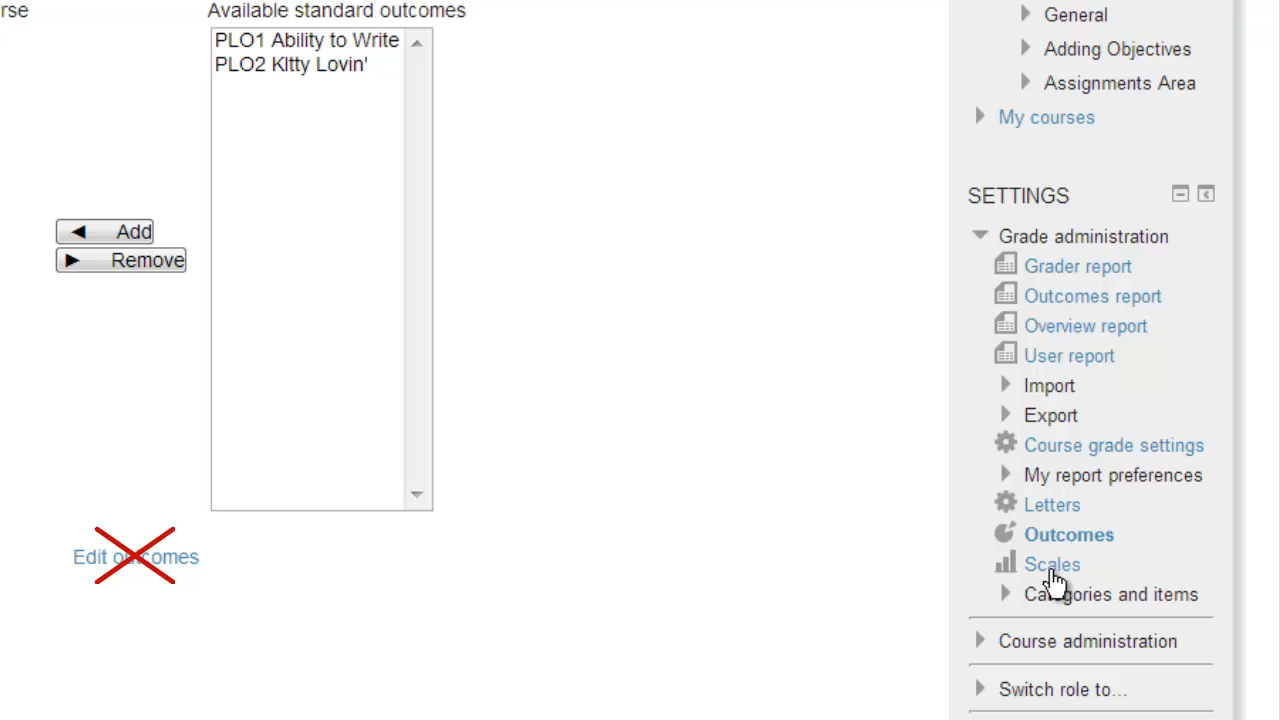 rse
Available standard outcomes
PLO1 Ability to Write
PLO2 KItty Lovin'
Add
Remove
Edit outcomes
General
Adding Objectives
Assignments Area
My courses
SETTINGS
Grade administration
Grader report
Outcomes report
Overview report
User report
Import
Export
Course grade settings
My report preferences
Letters
Outcomes
Scales
Categories and items
Course administration
Switch role to...